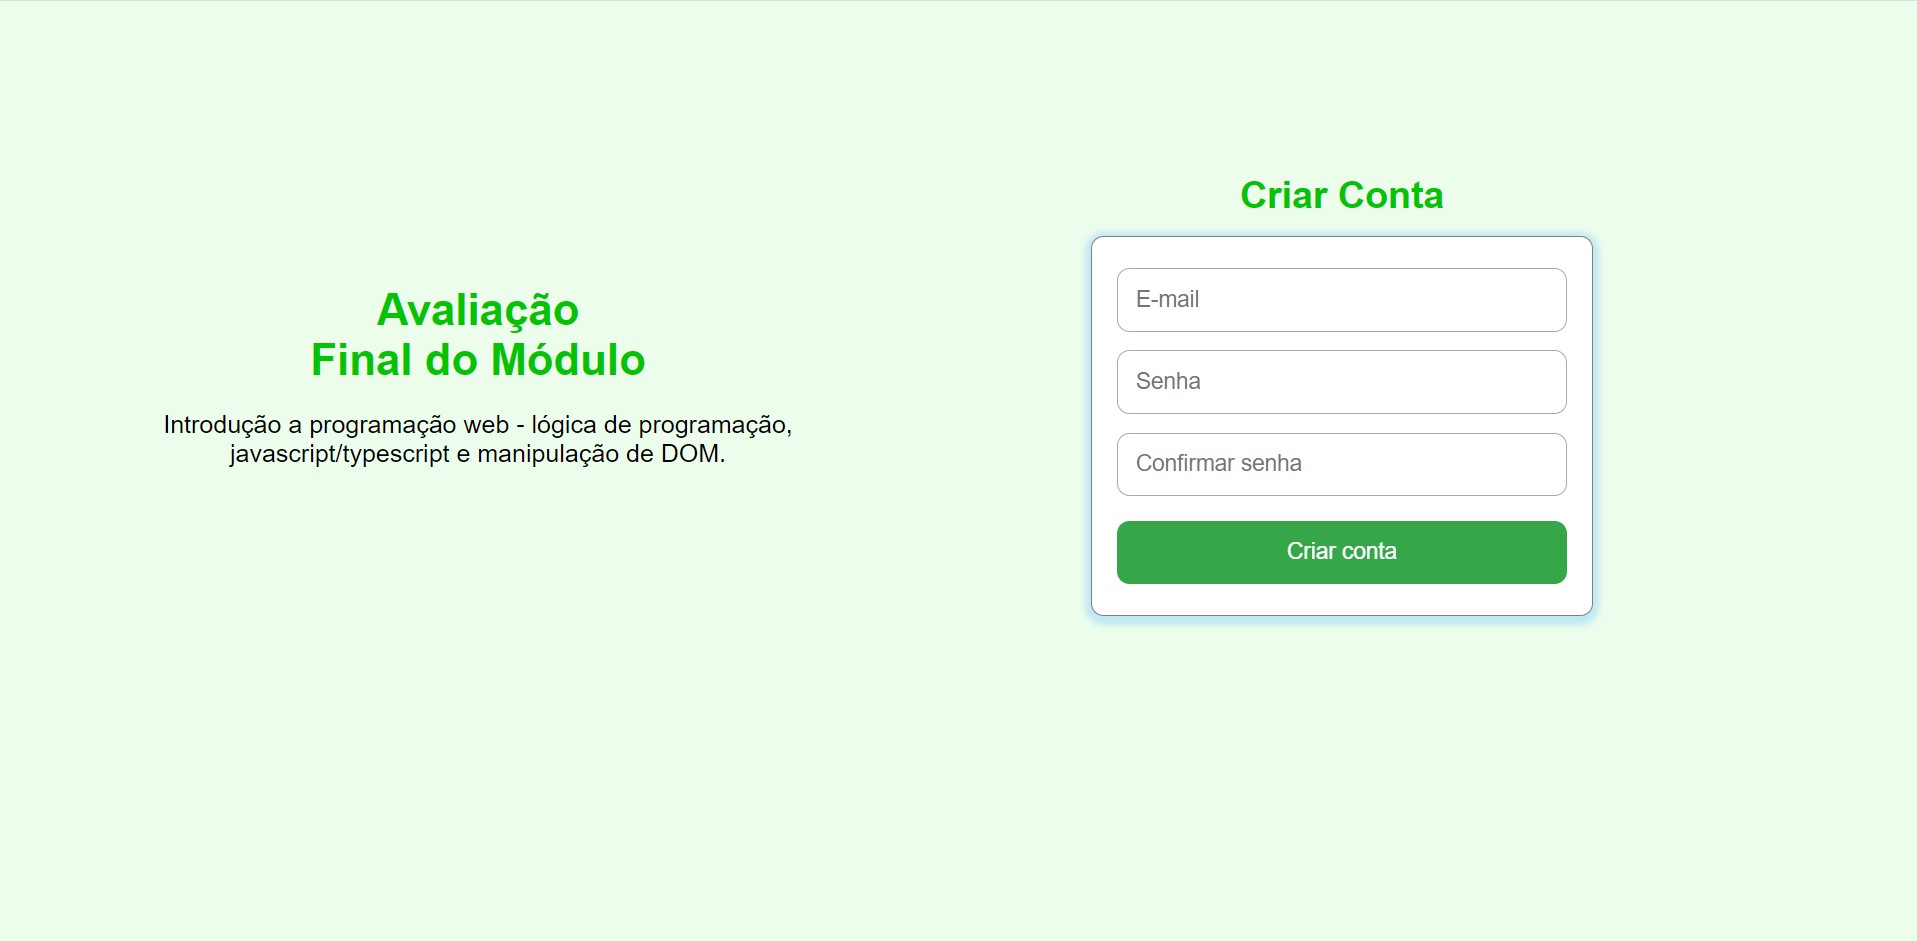 Avaliação
Final do Módulo
Introdução a programação web - lógica de programação,
javascript/typescript e manipulação de DOM.
Criar Conta
E-mail
Senha
Confirmar senha
Criar conta